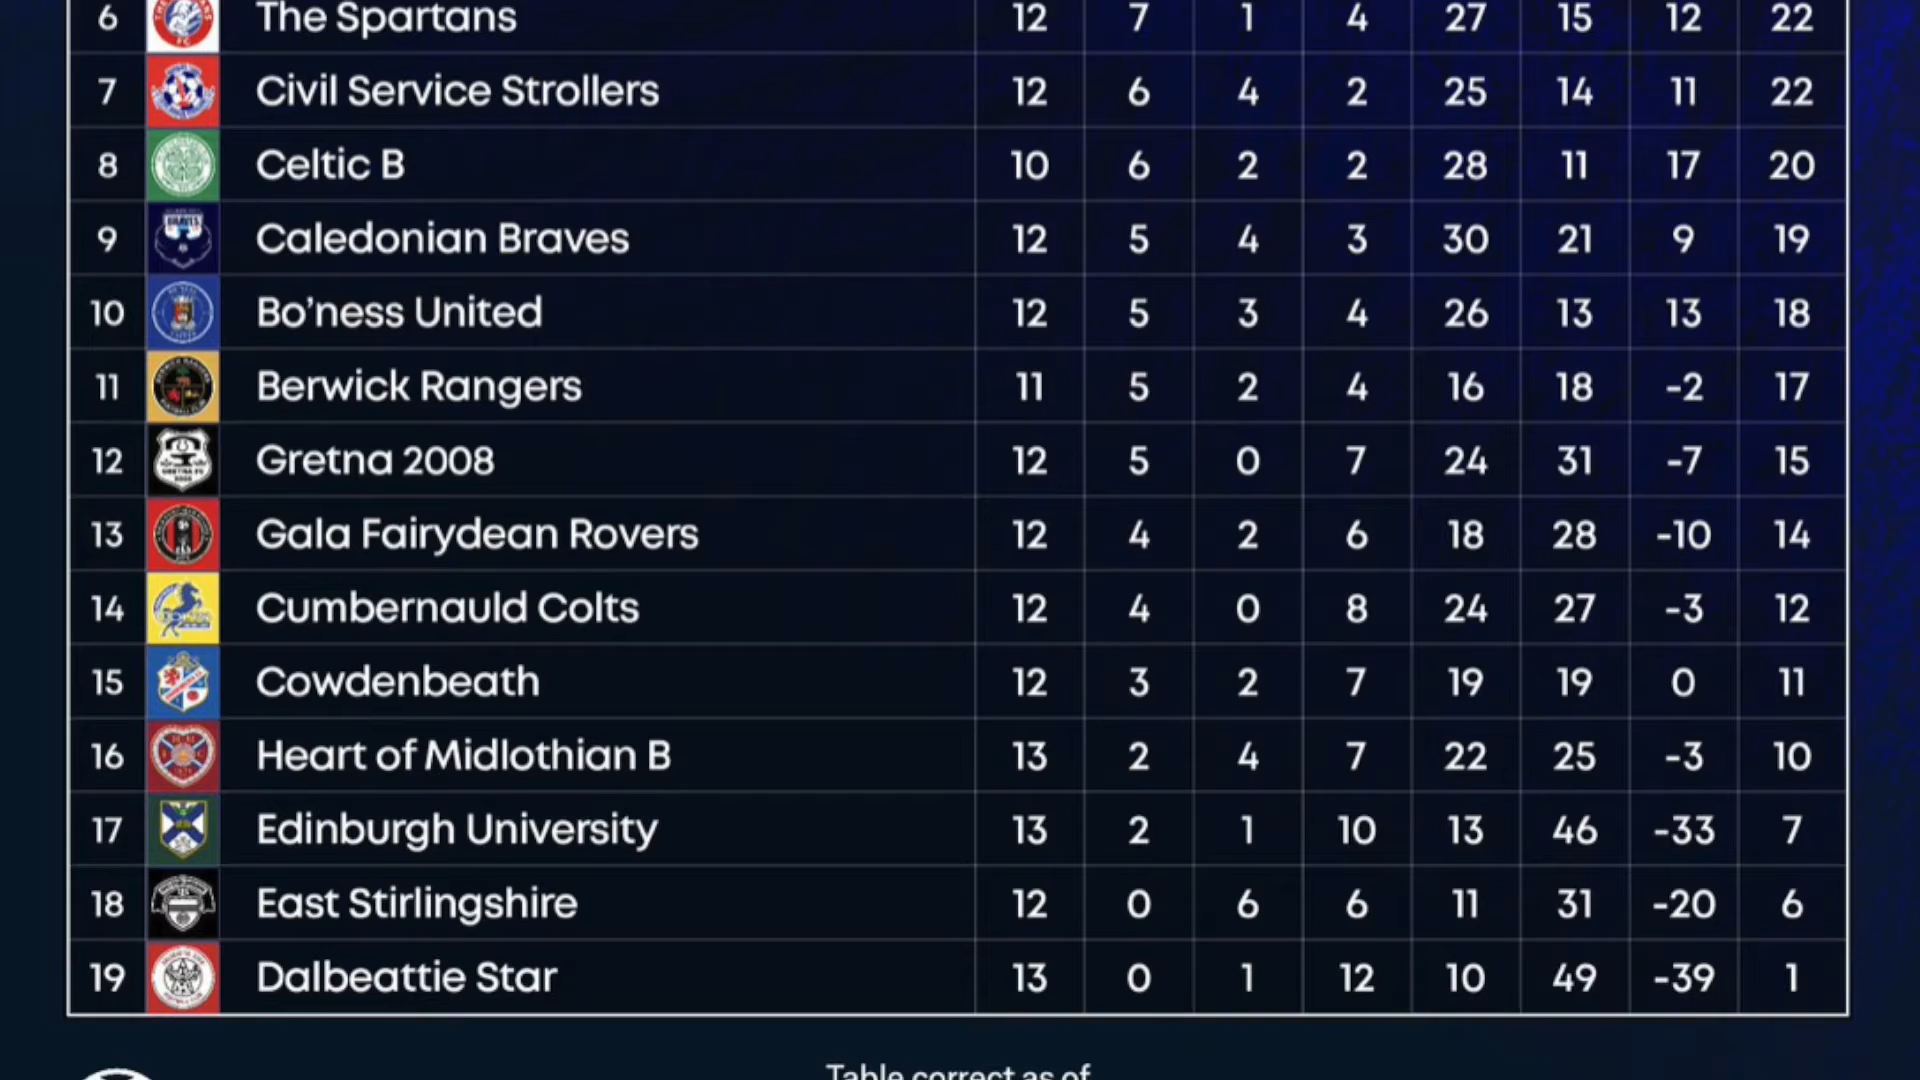 6 The Spartans 12 7 1 4 27 15 12 22
7 Civil Service Strollers 12 6 4 2 25 14 11 22
8 Celtic B 10 6 2 2 28 11 17 20
9 Caledonian Braves 12 5 4 3 30 21 9 19
10 Bo’ness United 12 5 3 4 26 13 13 18
11 Berwick Rangers 11 5 2 4 16 18 -2 17
12 Gretna 2008 12 5 0 7 24 31 -7 15
13 Gala Fairydean Rovers 12 4 2 6 18 28 -10 14
14 Cumbernauld Colts 12 4 0 8 24 27 -3 12
15 Cowdenbeath 12 3 2 7 19 19 0 11
16 Heart of Midlothian B 13 2 4 7 22 25 -3 10
17 Edinburgh University 13 2 1 10 13 46 -33 7
18 East Stirlingshire 12 0 6 6 11 31 -20 6
19 Dalbeattie Star 13 0 1 12 10 49 -39 1
Table correct as of